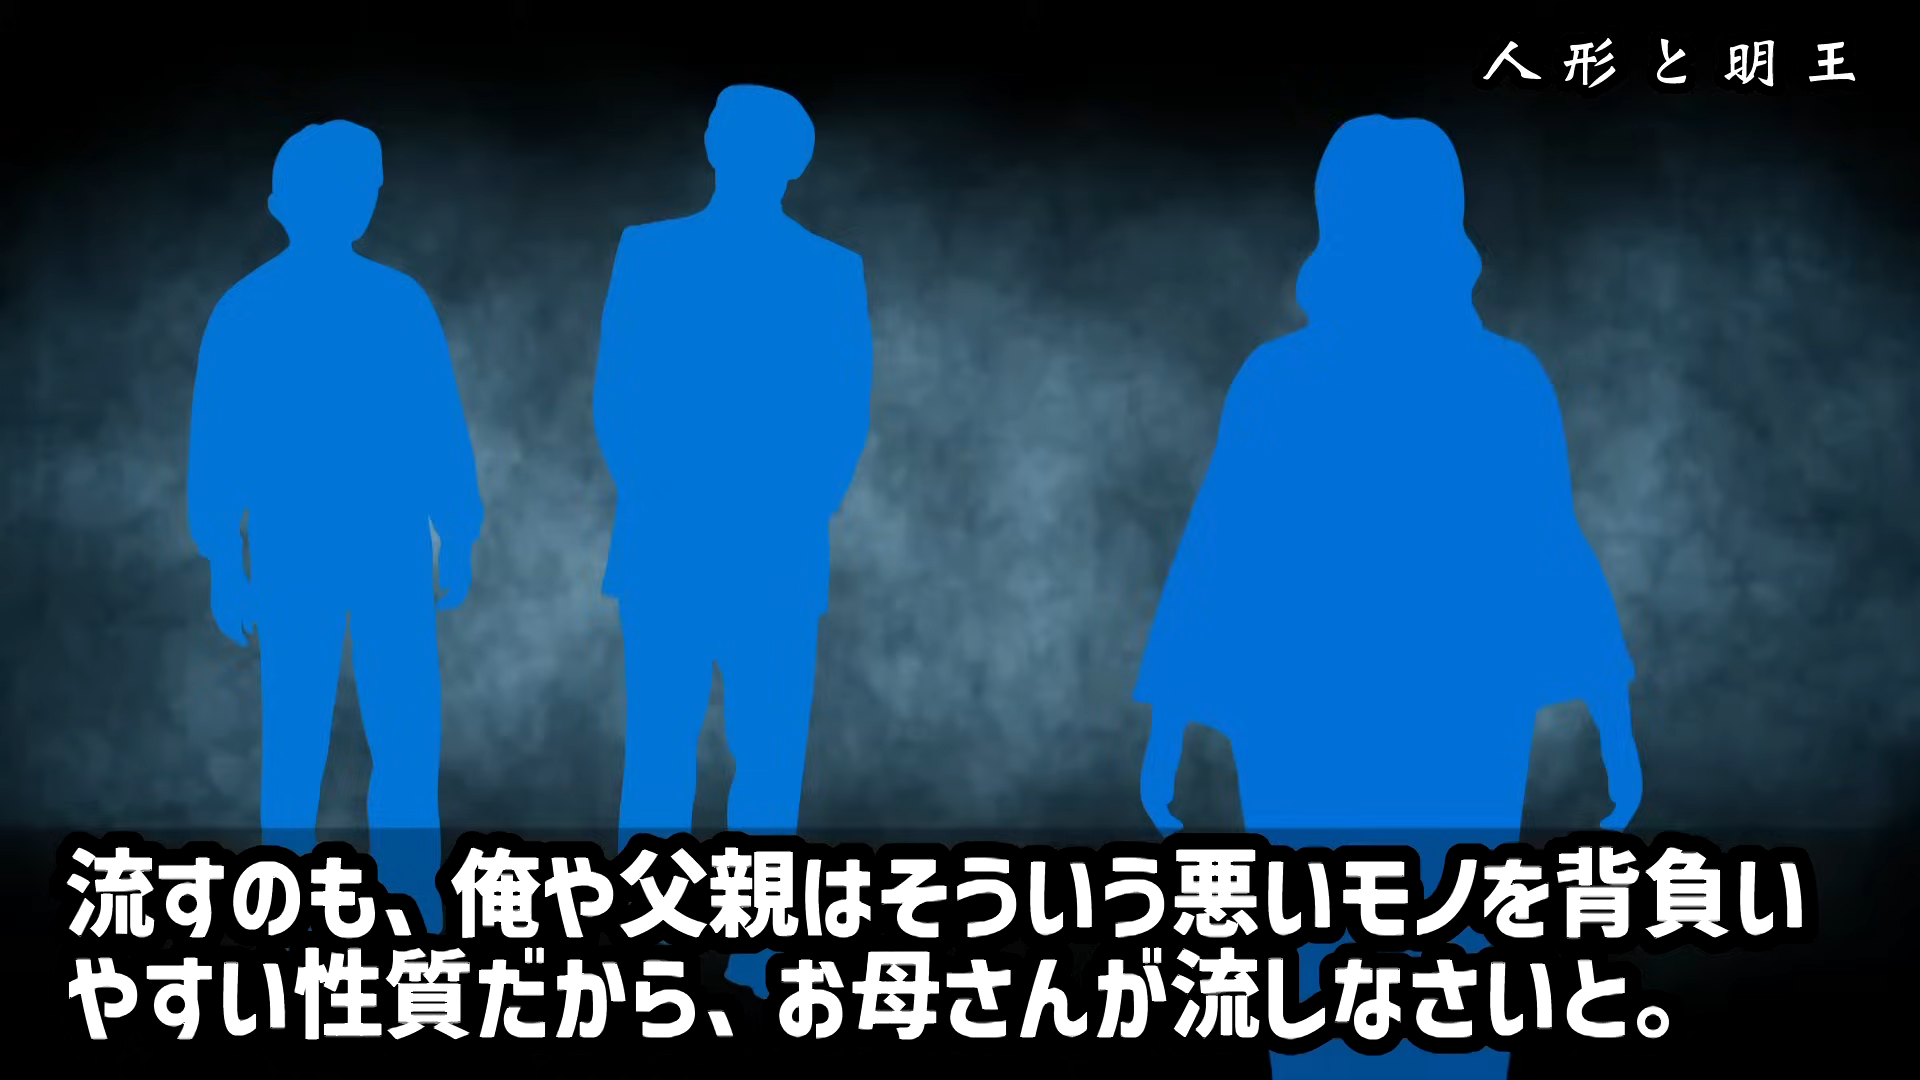 人形と明王
流すのも、俺や父親はそういう悪いモノを背負い
やすい性質だから、お母さんが流しなさいと。